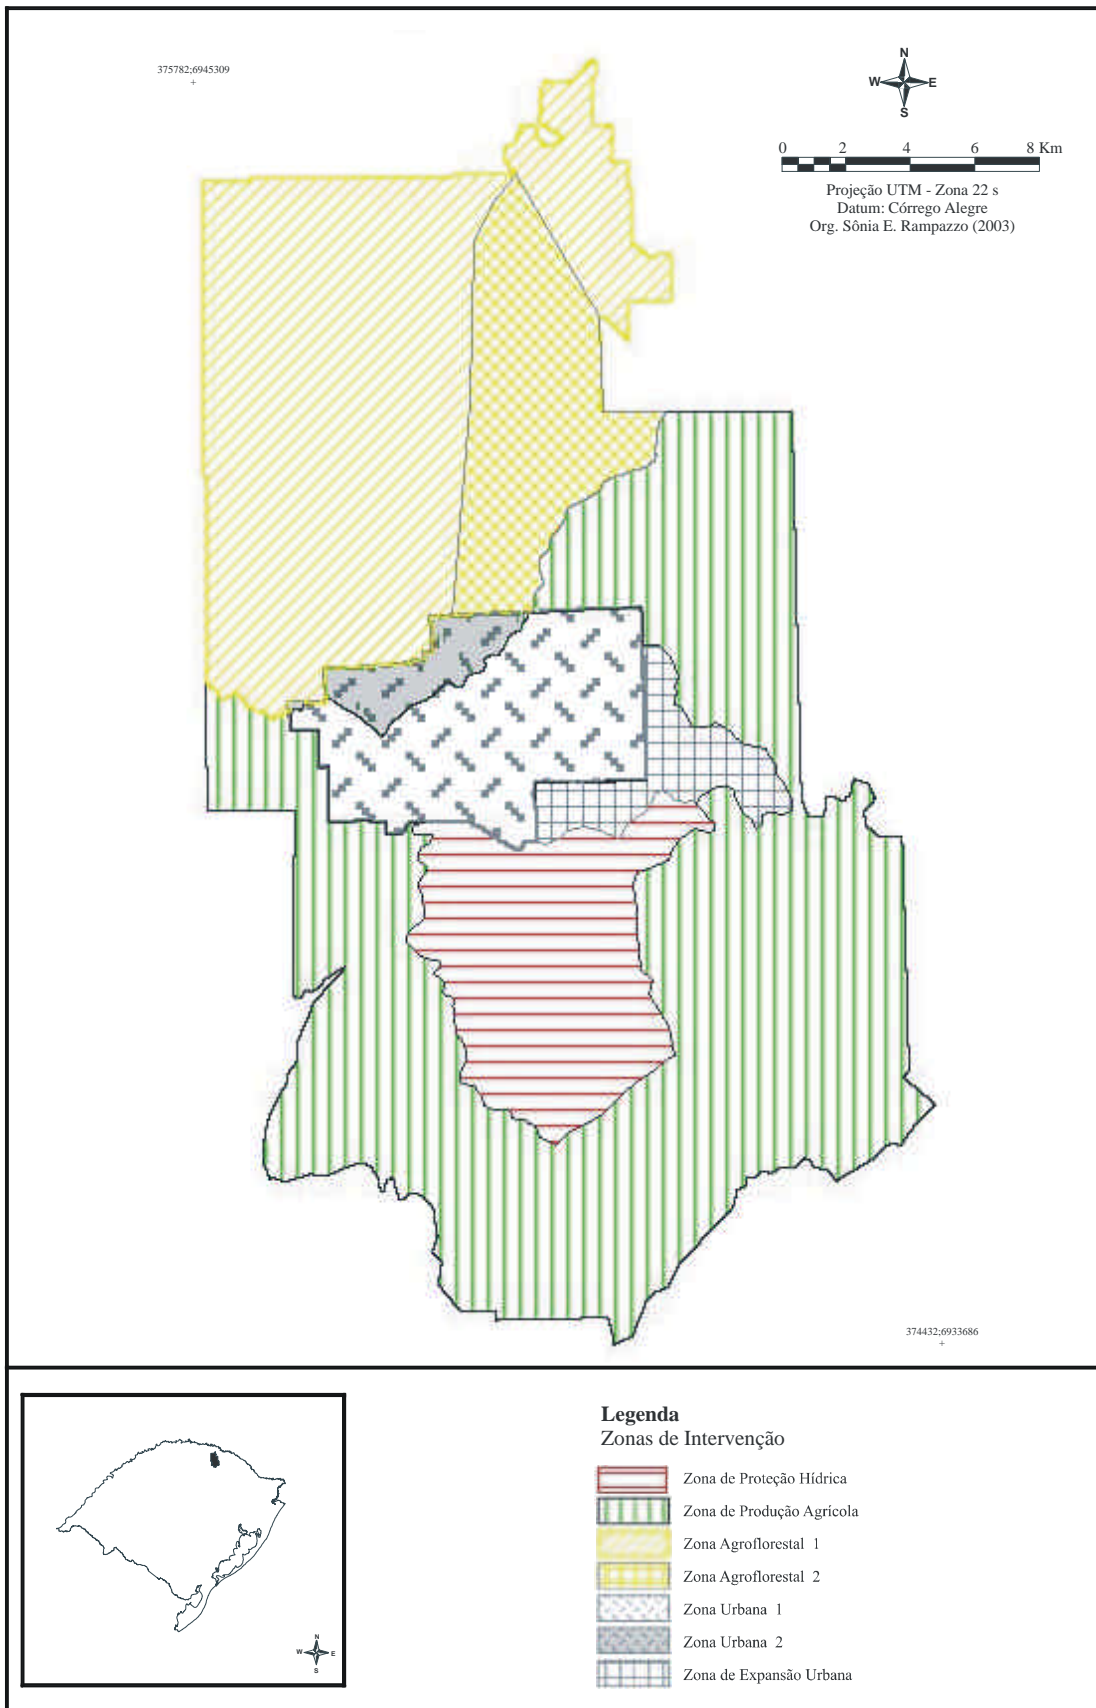 375782;6945309
+
N
W E
S
0 2 4 6 8 Km
Projeção UTM - Zona 22 s
Datum: Córrego Alegre
Org. Sônia E. Rampazzo (2003)
374432;6933686
+
N
W E
S
Legenda
Zonas de Intervenção
Zona de Proteção Hídrica
Zona de Produção Agrícola
Zona Agroflorestal 1
Zona Agroflorestal 2
Zona Urbana 1
Zona Urbana 2
Zona de Expansão Urbana